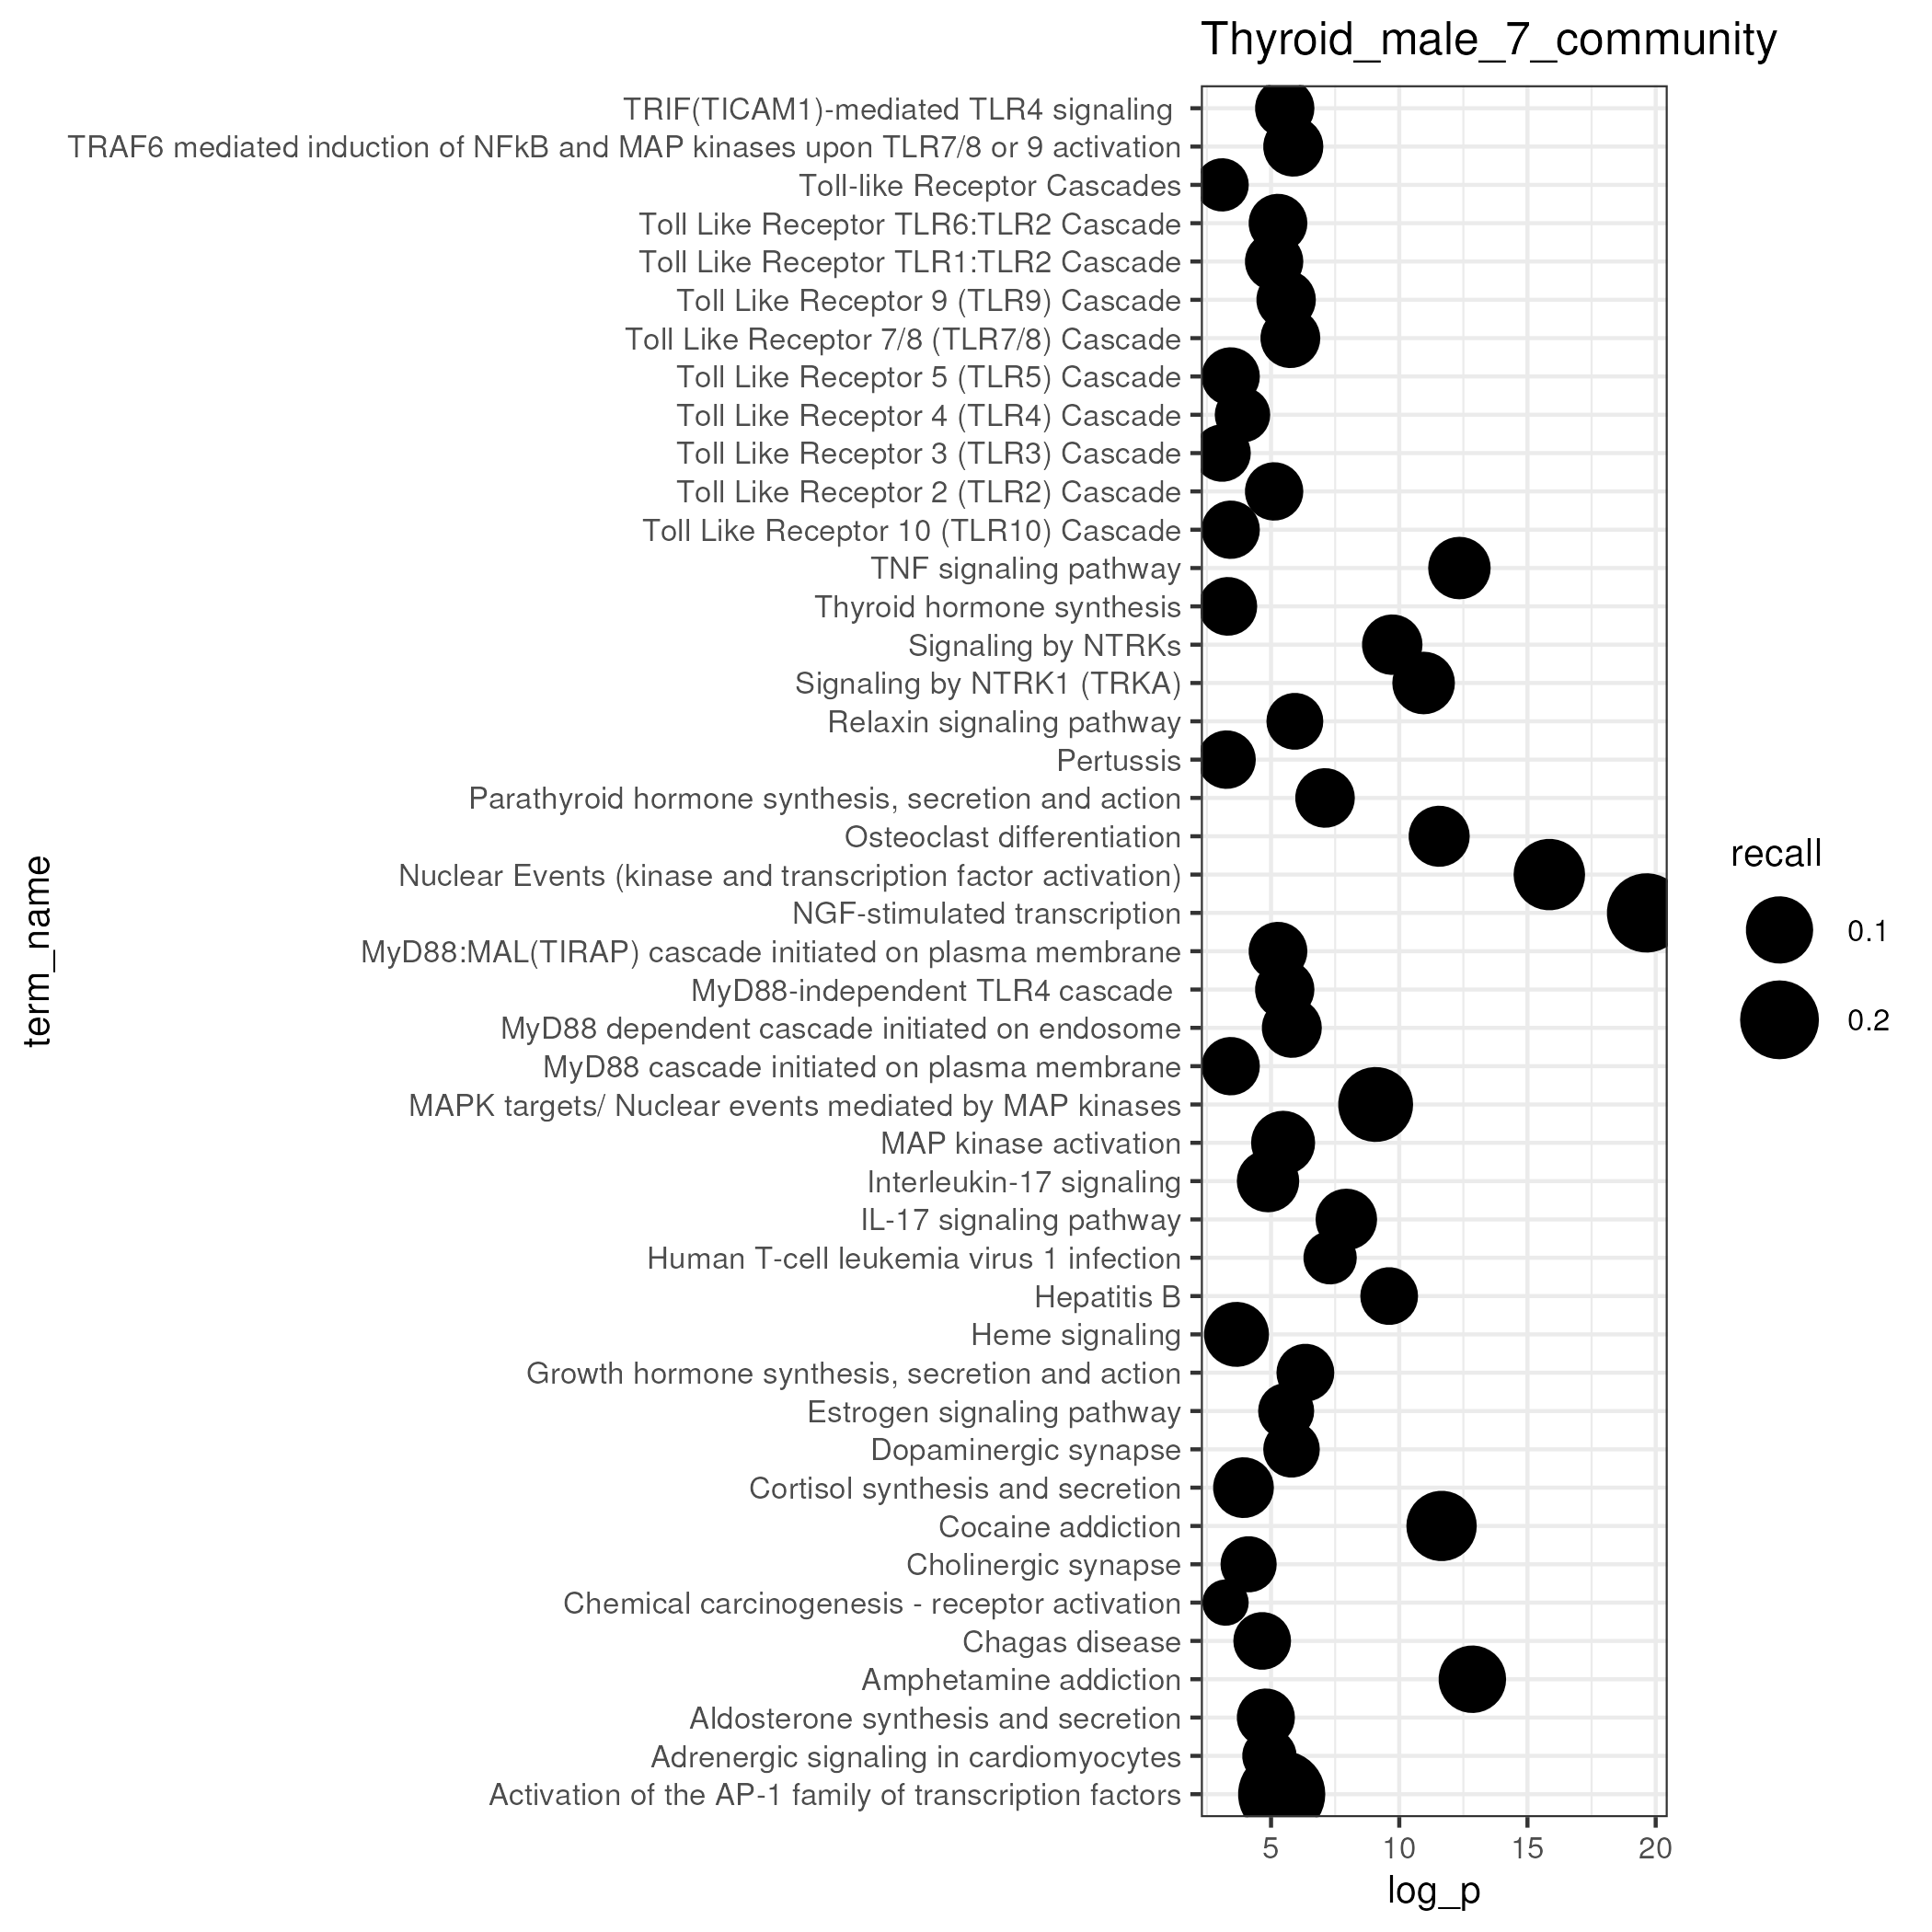 Thyroid_male_7_community
TRIF(TICAM1)-mediated TLR4 signaling
TRAF6 mediated induction of NFkB and MAP kinases upon TLR7/8 or 9 activation
Toll-like Receptor Cascades
Toll Like Receptor TLR6:TLR2 Cascade
Toll Like Receptor TLR1:TLR2 Cascade
Toll Like Receptor 9 (TLR9) Cascade
Toll Like Receptor 7/8 (TLR7/8) Cascade
Toll Like Receptor 5 (TLR5) Cascade
Toll Like Receptor 4 (TLR4) Cascade
Toll Like Receptor 3 (TLR3) Cascade
Toll Like Receptor 2 (TLR2) Cascade
Toll Like Receptor 10 (TLR10) Cascade
TNF signaling pathway
Thyroid hormone synthesis
Signaling by NTRKs
Signaling by NTRK1 (TRKA)
Relaxin signaling pathway
Pertussis
Parathyroid hormone synthesis, secretion and action
Osteoclast differentiation
Nuclear Events (kinase and transcription factor activation)
NGF-stimulated transcription
MyD88:MAL(TIRAP) cascade initiated on plasma membrane
MyD88-independent TLR4 cascade
MyD88 dependent cascade initiated on endosome
MyD88 cascade initiated on plasma membrane
MAPK targets/ Nuclear events mediated by MAP kinases
MAP kinase activation
Interleukin-17 signaling
IL-17 signaling pathway
Human T-cell leukemia virus 1 infection
Hepatitis B
Heme signaling
Growth hormone synthesis, secretion and action
Estrogen signaling pathway
Dopaminergic synapse
Cortisol synthesis and secretion
Cocaine addiction
Cholinergic synapse
Chemical carcinogenesis - receptor activation
Chagas disease
Amphetamine addiction
Aldosterone synthesis and secretion
Adrenergic signaling in cardiomyocytes
Activation of the AP-1 family of transcription factors
term_name
5 10 15 20
log_p
recall
0.1
0.2